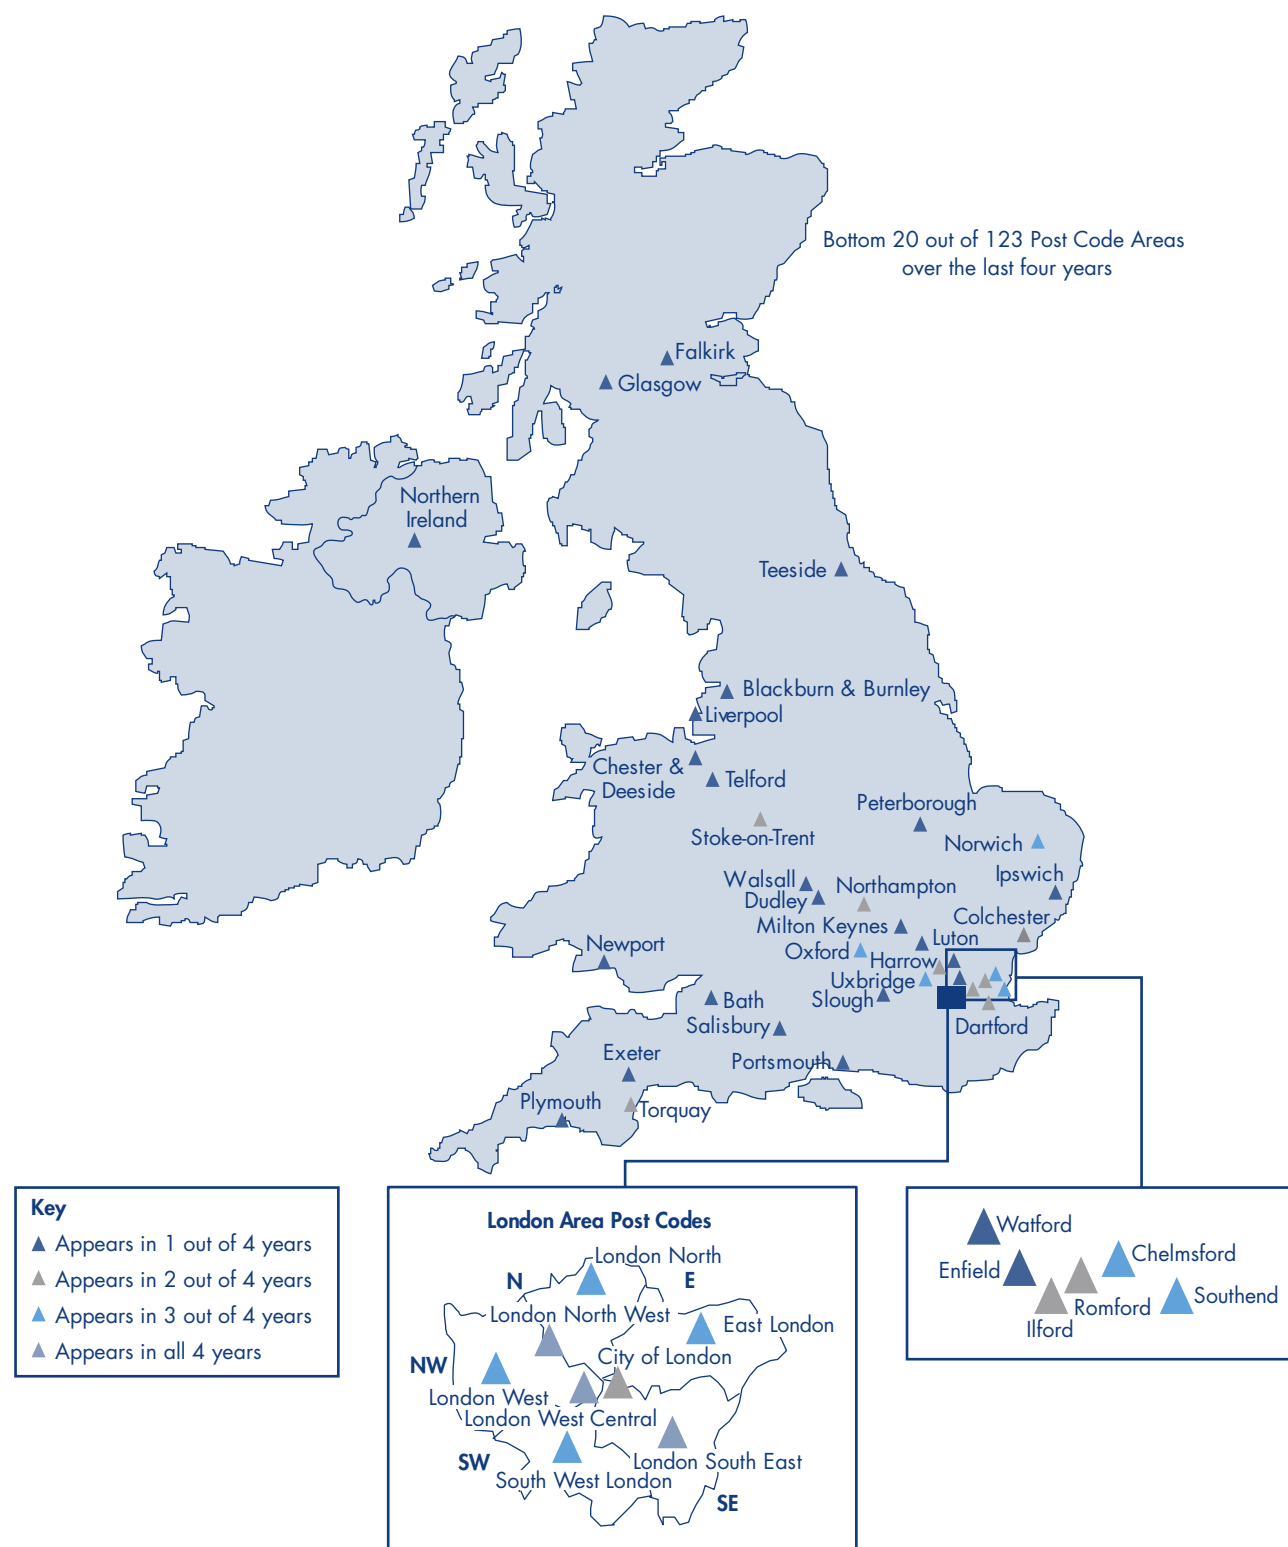 Bottom 20 out of 123 Post Code Areas
over the last four years
Falkirk
Glasgow
Northern
Ireland
Teeside
Blackburn & Burnley
Liverpool
Chester &
Deeside
Telford
Peterborough
Stoke-on-Trent
Norwich
Ipswich
Walsall
Northampton
Dudley
Colchester
Milton Keynes
Luton
Newport
Oxford
Harrow
Uxbridge
Slough
Bath
Salisbury
Dartford
Exeter
Portsmouth
Plymouth
Torquay
Key
Appears in 1 out of 4 years
Appears in 2 out of 4 years
Appears in 3 out of 4 years
Appears in all 4 years
London Area Post Codes
London North
N
E
London North West
East London
City of London
NW
London West
London West Central
SW
London South East
South West London
SE
Watford
Chelmsford
Enfield
Southend
Romford
Ilford